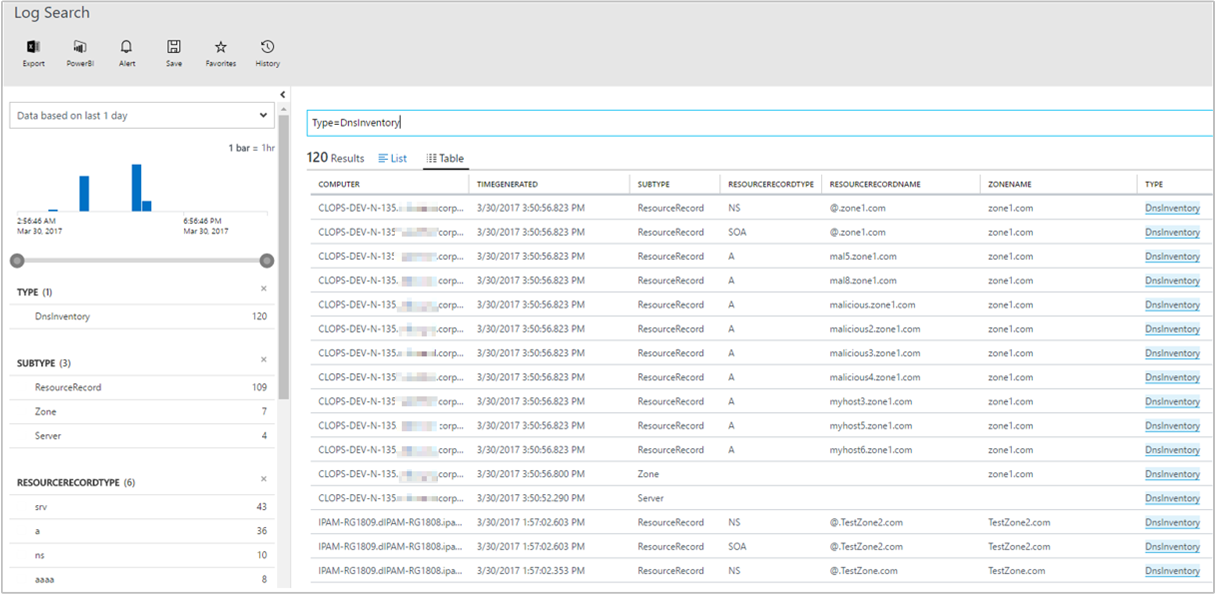 Log Search
Export PowerBI Alert Save Favorites History
Data based on last 1 day
1 bar = 1hr
2:56:46 AM 6:56:46 PM
Mar 30, 2017 Mar 30, 2017
TYPE (1)
DnsInventory 120
SUBTYPE (3)
ResourceRecord 109
Zone 7
Server 4
RESOURCERECORDTYPE (6)
srv 43
a 36
ns 10
aaaa 8
Type=DnsInventory
120 Results List Table
COMPUTER TIMEGENERATED SUBTYPE RESOURCERECORDTYPE RESOURCERECORDNAME ZONENAME TYPE
CLOPS-DEV-N-135. corp... 3/30/2017 3:50:56.823 PM ResourceRecord NS @.zone1.com zone1.com DnsInventory
CLOPS-DEV-N-135 corp... 3/30/2017 3:50:56.823 PM ResourceRecord SOA @.zone1.com zone1.com DnsInventory
CLOPS-DEV-N-135 .corp... 3/30/2017 3:50:56.823 PM ResourceRecord A mal5.zone1.com zone1.com DnsInventory
CLOPS-DEV-N-135. .corp... 3/30/2017 3:50:56.823 PM ResourceRecord A mal8.zone1.com zone1.com DnsInventory
CLOPS-DEV-N-135. .corp... 3/30/2017 3:50:56.823 PM ResourceRecord A malicious.zone1.com zone1.com DnsInventory
CLOPS-DEV-N-135. .corp... 3/30/2017 3:50:56.823 PM ResourceRecord A malicious2.zone1.com zone1.com DnsInventory
CLOPS-DEV-N-135. .corp... 3/30/2017 3:50:56.823 PM ResourceRecord A malicious3.zone1.com zone1.com DnsInventory
CLOPS-DEV-N-135 .corp... 3/30/2017 3:50:56.823 PM ResourceRecord A malicious4.zone1.com zone1.com DnsInventory
CLOPS-DEV-N-135 .corp... 3/30/2017 3:50:56.823 PM ResourceRecord A myhost3.zone1.com zone1.com DnsInventory
CLOPS-DEV-N-135. :corp... 3/30/2017 3:50:56.823 PM ResourceRecord A myhost5.zone1.com zone1.com DnsInventory
CLOPS-DEV-N-135. .corp... 3/30/2017 3:50:56.823 PM ResourceRecord A myhost6.zone1.com zone1.com DnsInventory
CLOPS-DEV-N-135. .corp... 3/30/2017 3:50:56.800 PM Zone zone1.com DnsInventory
CLOPS-DEV-N-135 .corp... 3/30/2017 3:50:52.290 PM Server DnsInventory
IPAM-RG1809.dIPAM-RG1808.ipa... 3/30/2017 1:57:02.603 PM ResourceRecord NS @.TestZone2.com TestZone2.com DnsInventory
IPAM-RG1809.dIPAM-RG1808.ipa... 3/30/2017 1:57:02.603 PM ResourceRecord SOA @.TestZone2.com TestZone2.com DnsInventory
IPAM-RG1809.dIPAM-RG1808.ipa... 3/30/2017 1:57:02.353 PM ResourceRecord NS @.TestZone.com TestZone.com DnsInventory